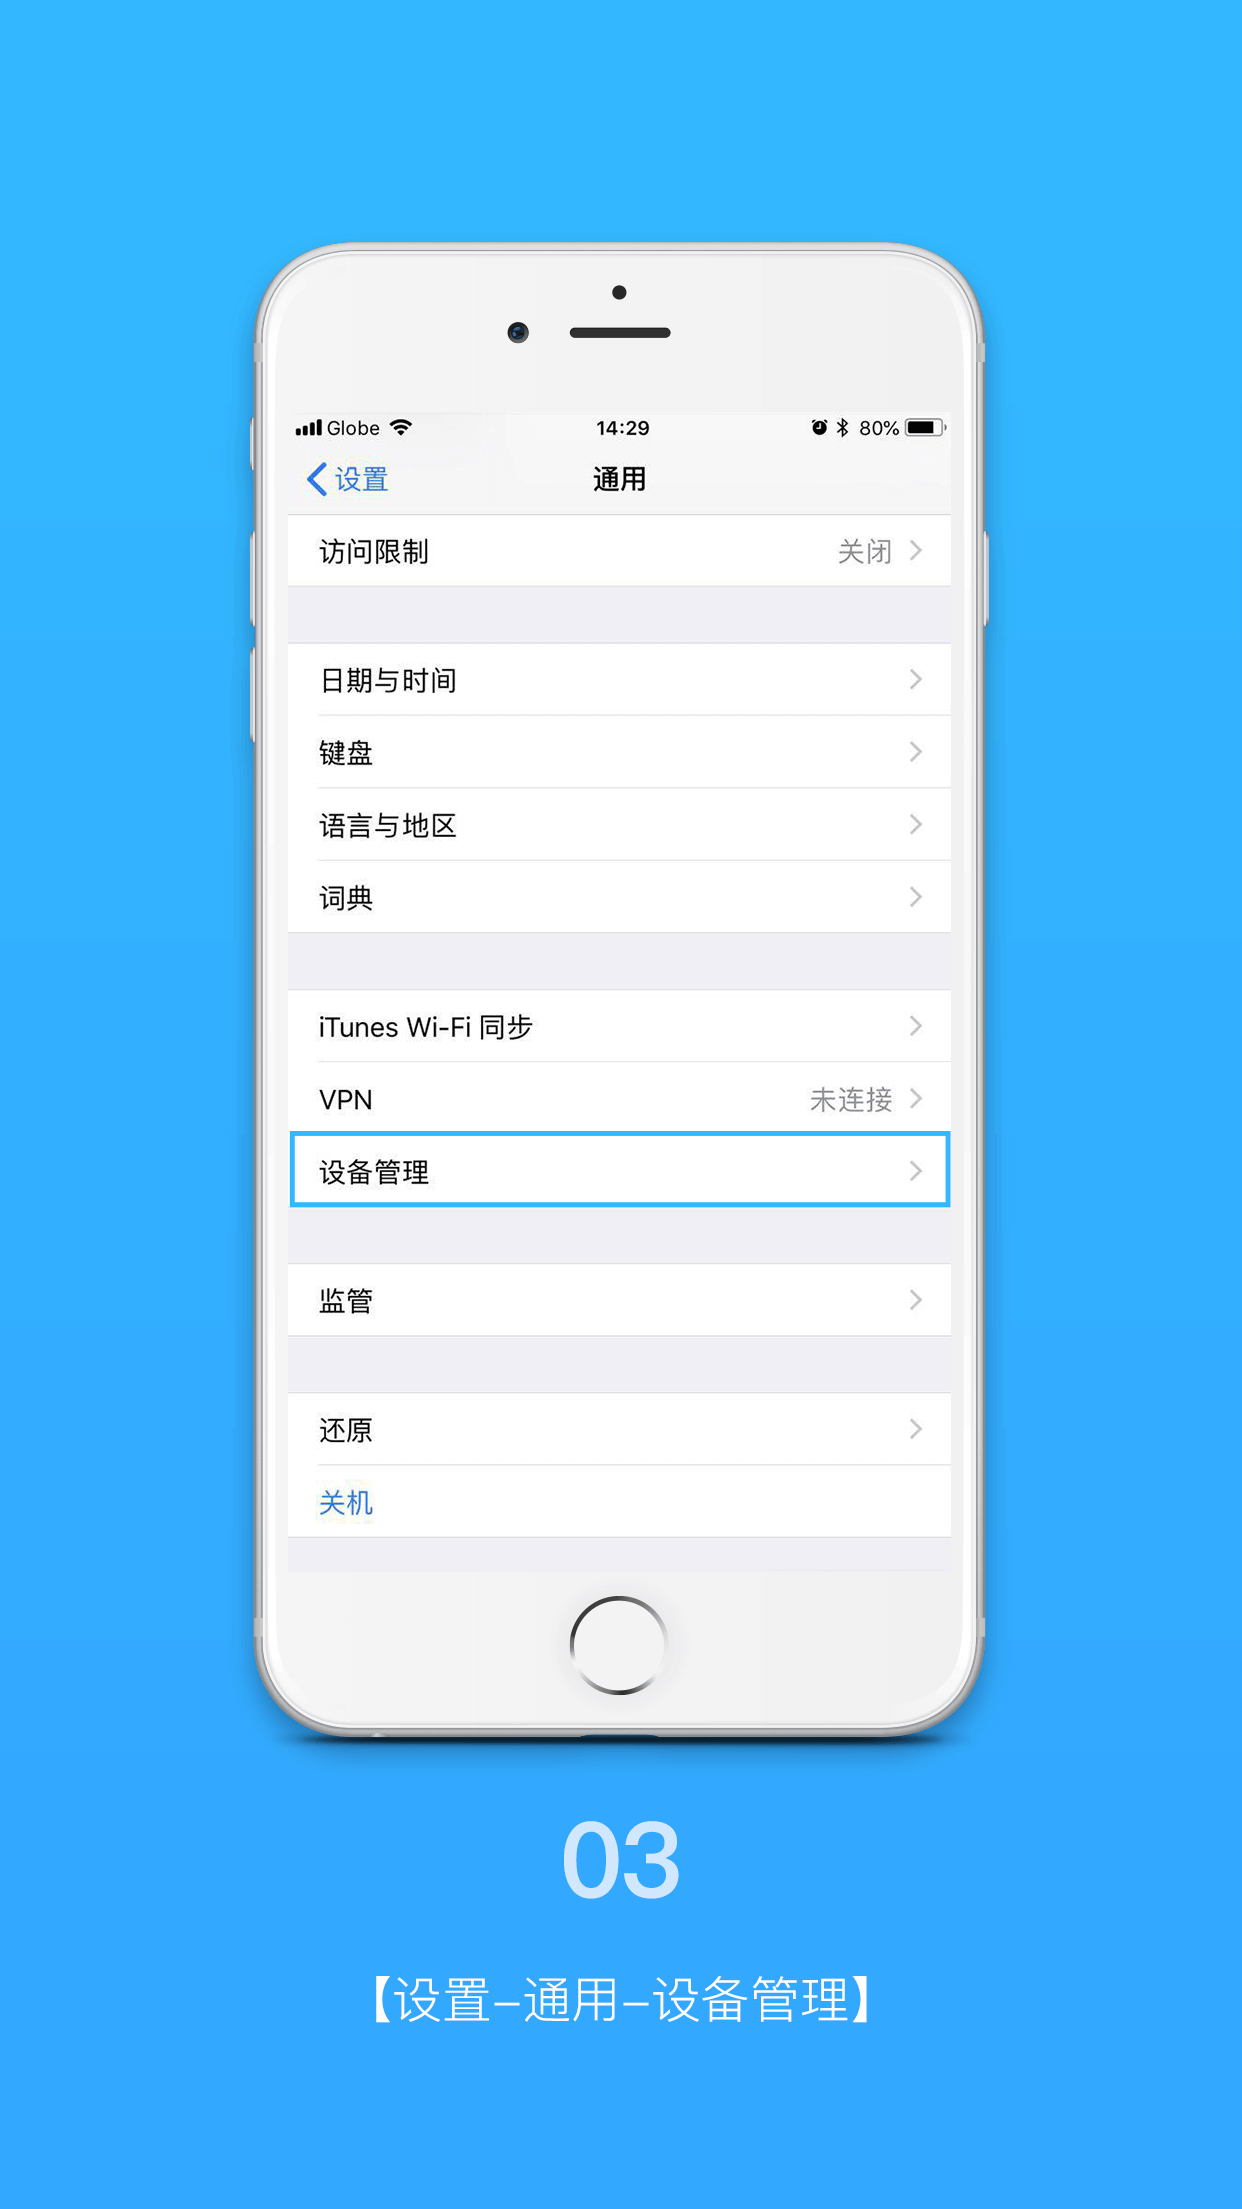 Globe 14:29 80%
设置 通用
访问限制 关闭
日期与时间
键盘
语言与地区
词典
iTunes Wi-Fi 同步
VPN 未连接
设备管理
监管
还原
关机
03
【设置–通用–设备管理】